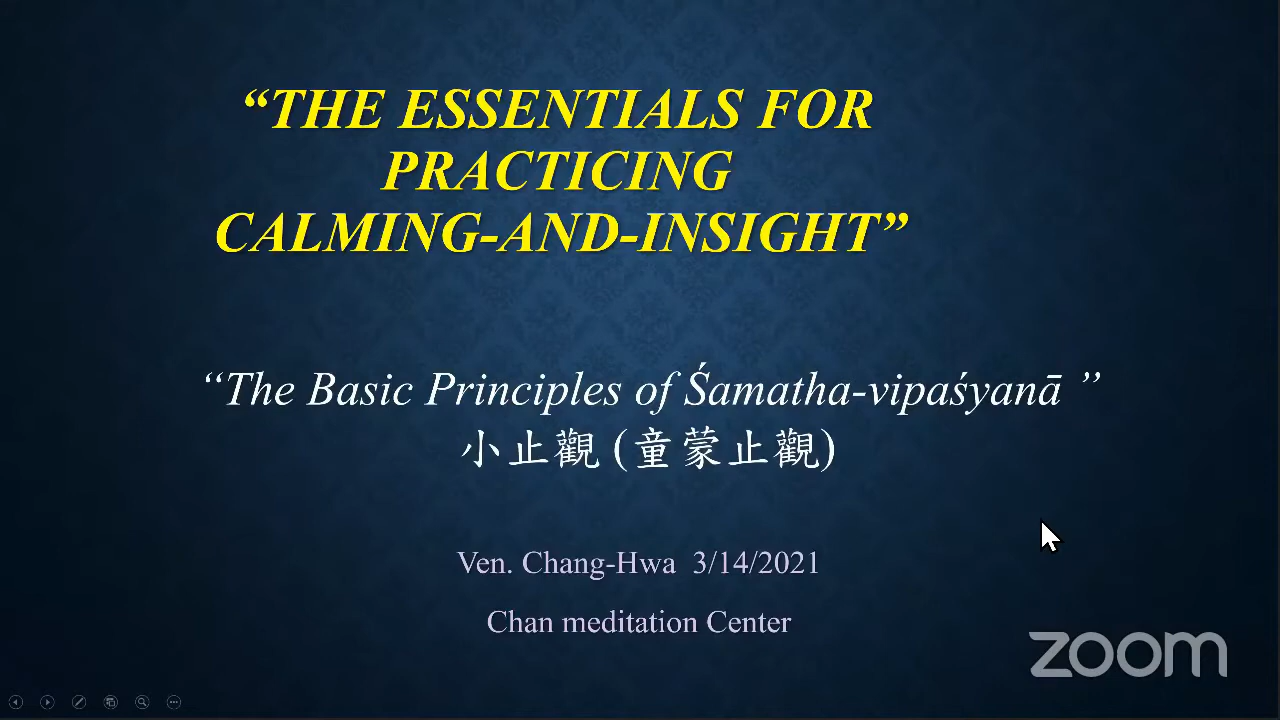 “THE ESSENTIALS FOR
PRACTICING
CALMING-AND-INSIGHT”
“The Basic Principles of Śamatha-vipaśyanā ”
小止觀 (童蒙止觀)
Ven. Chang-Hwa 3/14/2021
Chan meditation Center
zoom